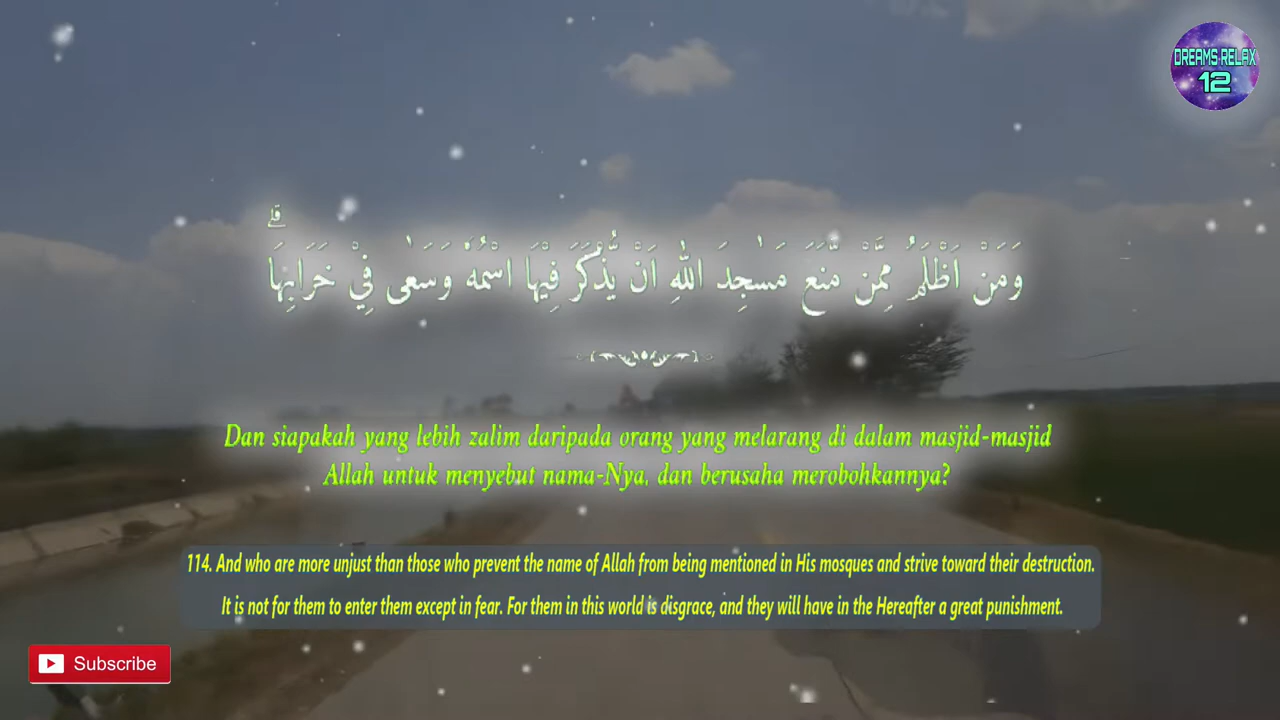 DREAMS RELAX
12
وَمَنْ اَظْلَمُ مِمَّنْ مَّنَعَ مَسٰجِدَ اللّٰهِ اَنْ يُّذْكَرَ فِيْهَا اسْمُهٗ وَسَعٰى فِيْ خَرَابِهَاۗ
Dan siapakah yang lebih zalim daripada orang yang melarang di dalam masjid-masjid
Allah untuk menyebut nama-Nya, dan berusaha merobohkannya?
114. And who are more unjust than those who prevent the name of Allah from being mentioned in His mosques and strive toward their destruction.
It is not for them to enter them except in fear. For them in this world is disgrace, and they will have in the Hereafter a great punishment.
Subscribe